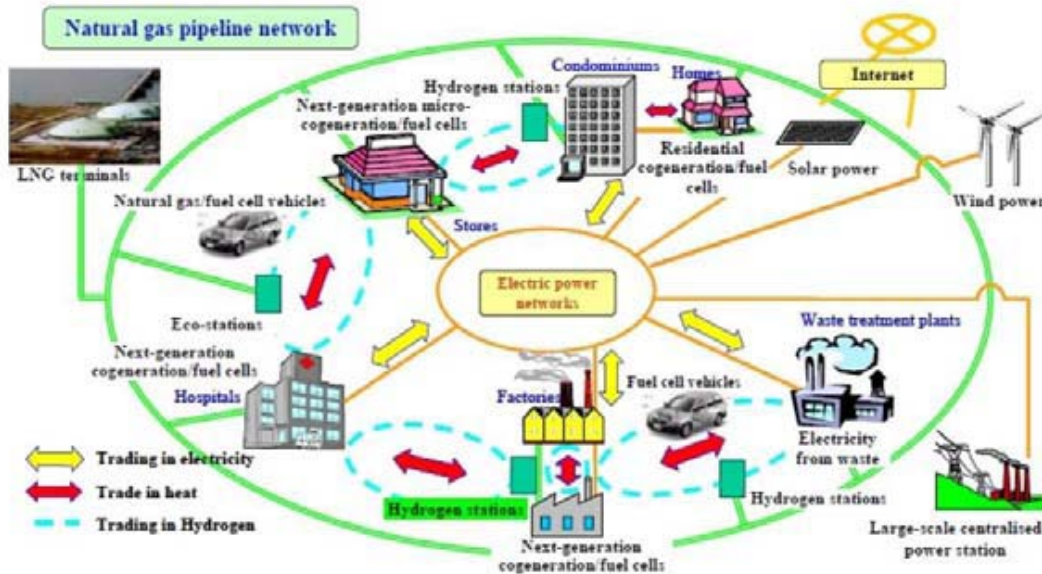 Natural gas pipeline network
Condominiums
Homes
Internet
Hydrogen stations
Next-generation micro-
cogeneration/fuel cells
LNG terminals
Residential
cogeneration/fuel
cells
Solar power
Wind power
Natural gas/fuel cell vehicles
Stores
Electric power
networks
Eco-stations
Waste treatment plants
Next-generation
cogeneration/fuel cells
Hospitals
Factories
Fuel cell vehicles
Electricity
from waste
Trading in electricity
Trade in heat
Trading in Hydrogen
Hydrogen stations
Hydrogen stations
Next-generation
cogeneration/fuel cells
Large-scale centralised
power station